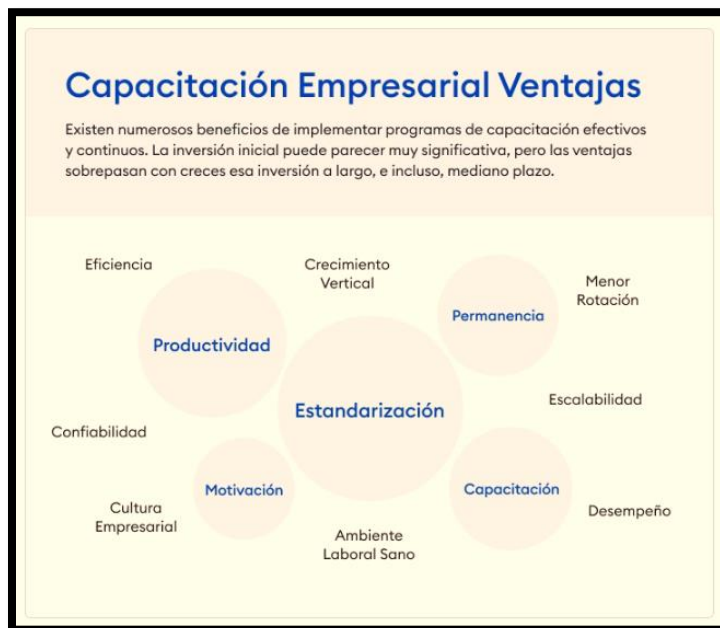 Capacitación Empresarial Ventajas
Existen numerosos beneficios de implementar programas de capacitación efectivos
y continuos. La inversión inicial puede parecer muy significativa, pero las ventajas
sobrepasan con creces esa inversión a largo, e incluso, mediano plazo.
Eficiencia
Crecimiento
Vertical
Menor
Rotación
Permanencia
Productividad
Escalabilidad
Estandarización
Confiabilidad
Motivación
Capacitación
Cultura
Empresarial
Desempeño
Ambiente
Laboral Sano